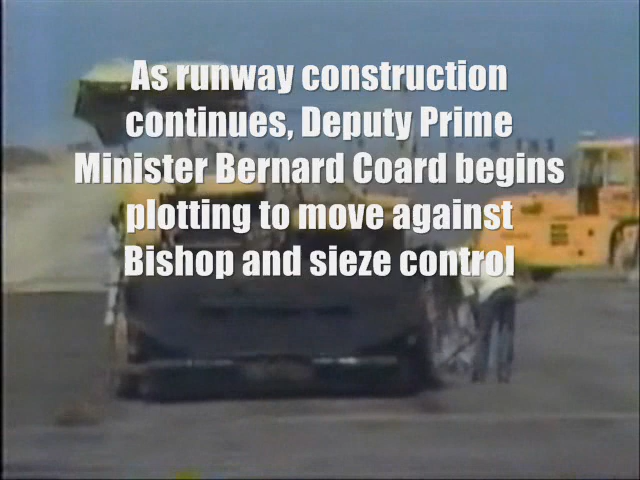 As runway construction
continues, Deputy Prime
Minister Bernard Coard begins
plotting to move against
Bishop and sieze control